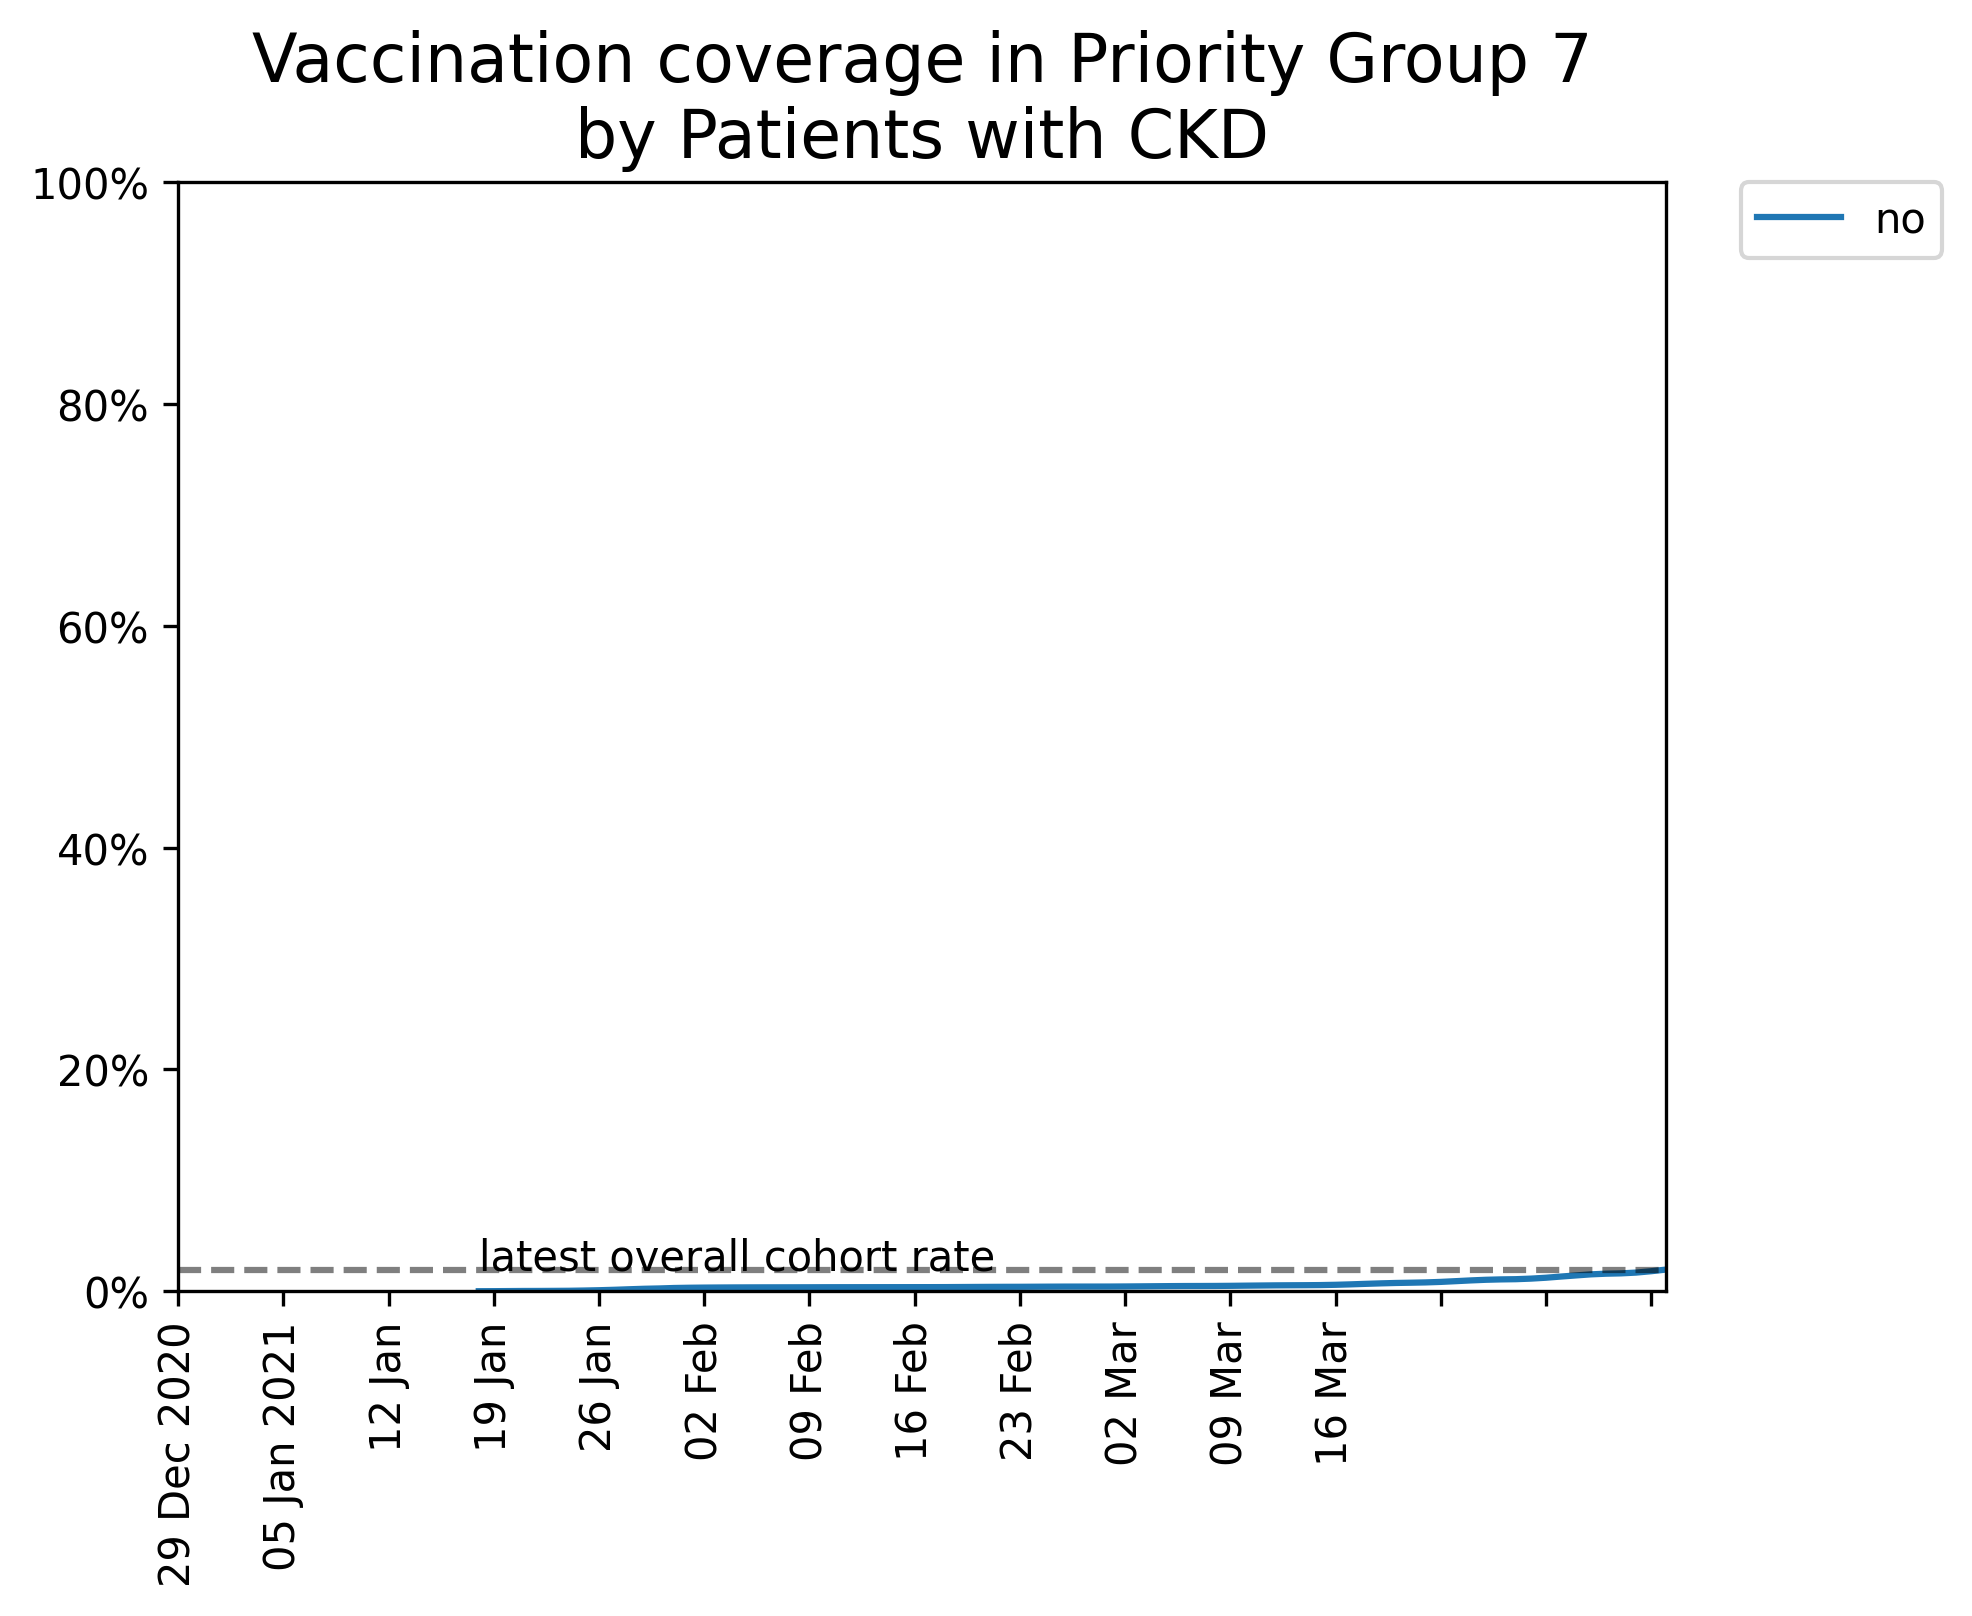 Vaccination coverage in Priority Group 7
by Patients with CKD
100%
80%
60%
40%
20%
0%
no
latest overall cohort rate
29 Dec 2020
05 Jan 2021
12 Jan
19 Jan
26 Jan
02 Feb
09 Feb
16 Feb
23 Feb
02 Mar
09 Mar
16 Mar